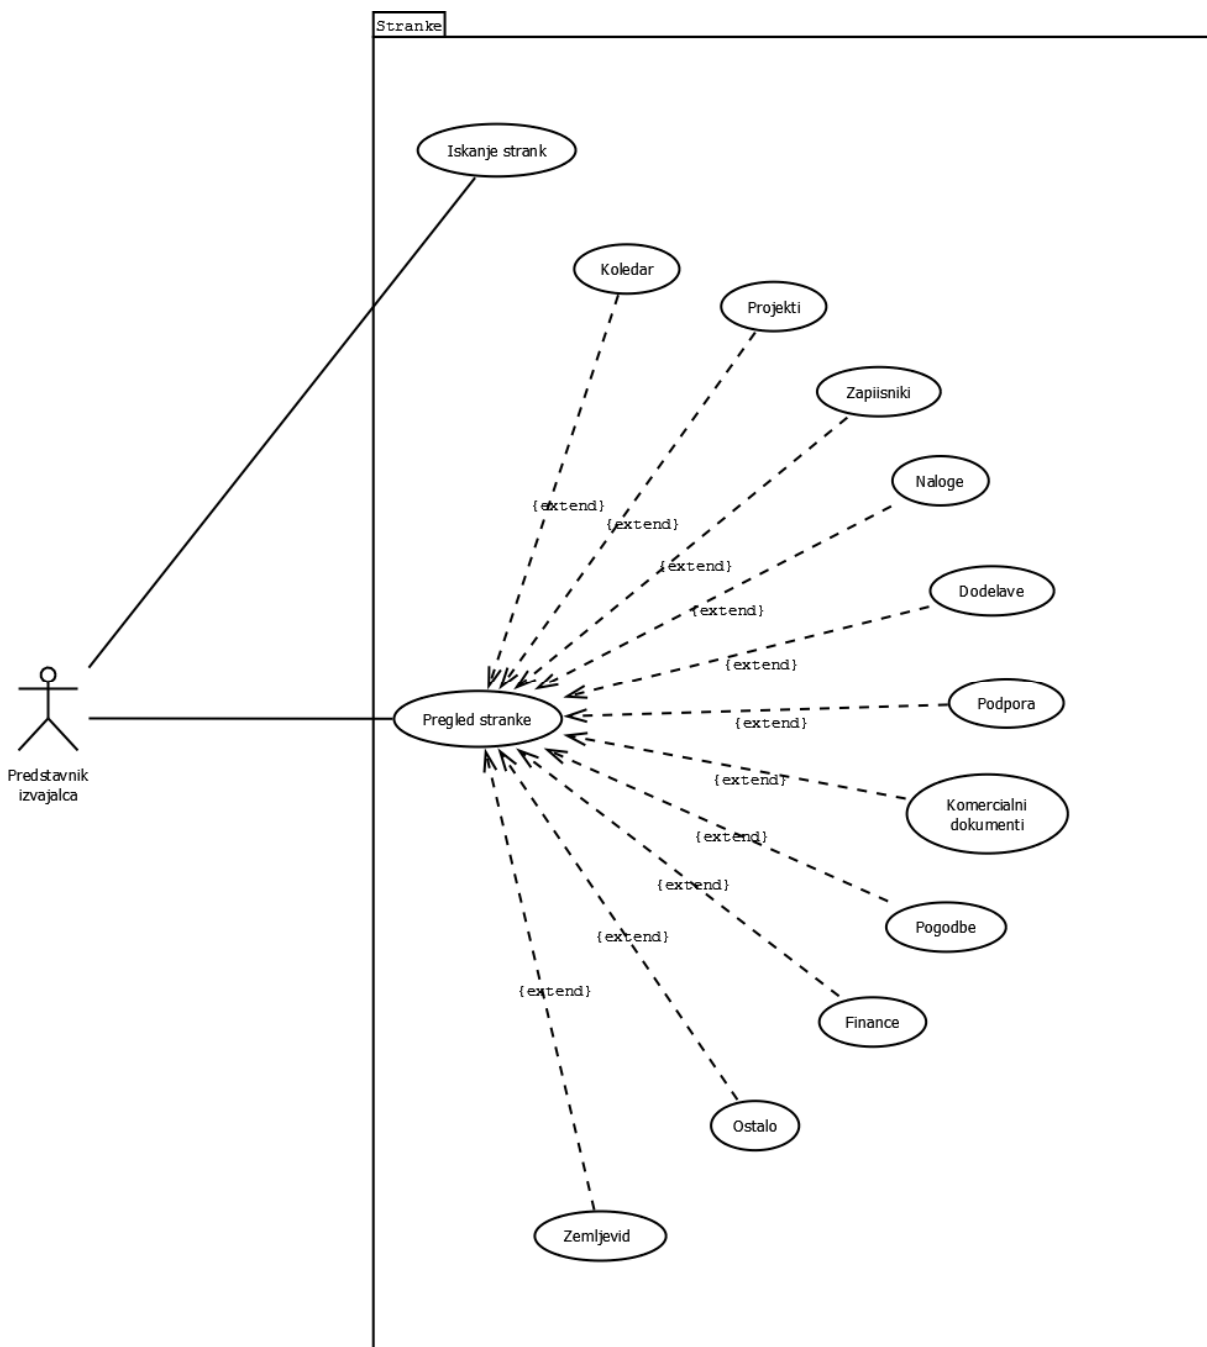 Stranke
Iskanje strank
Koledar
Projekti
Zapiisniki
Naloge
{extend}
{extend}
{extend}
Dodelave
{extend}
{extend}
Podpora
Pregled stranke
{extend}
Predstavnik
izvajalca
{extend}
Komercialni
dokumenti
{extend}
{extend}
Pogodbe
{extend}
{extend}
Finance
Ostalo
Zemljevid